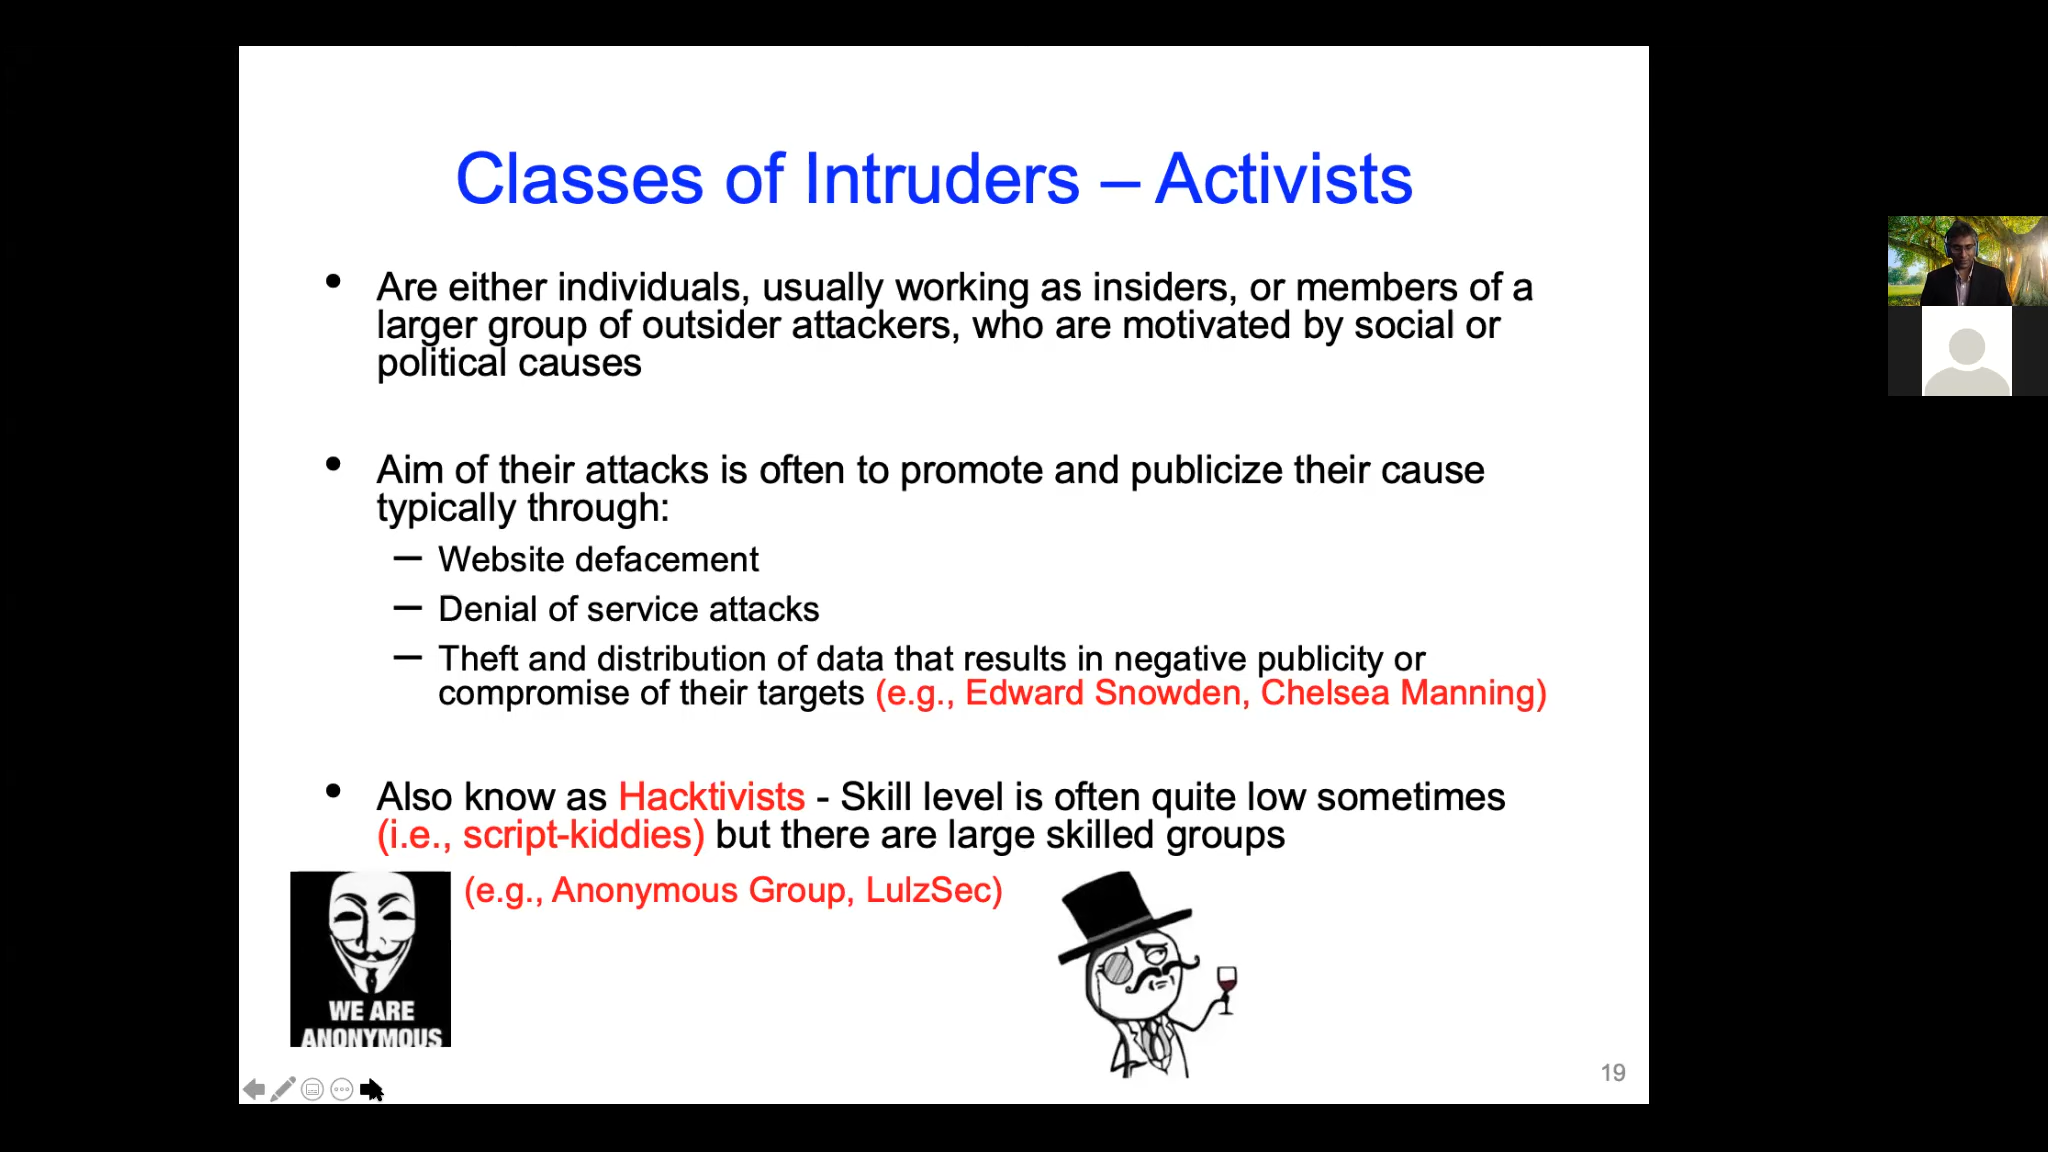 Classes of Intruders – Activists
• Are either individuals, usually working as insiders, or members of a
larger group of outsider attackers, who are motivated by social or
political causes
• Aim of their attacks is often to promote and publicize their cause
typically through:
– Website defacement
– Denial of service attacks
– Theft and distribution of data that results in negative publicity or
compromise of their targets (e.g., Edward Snowden, Chelsea Manning)
• Also know as Hacktivists - Skill level is often quite low sometimes
(i.e., script-kiddies) but there are large skilled groups
(e.g., Anonymous Group, LulzSec)
WE ARE
ANONYMOUS
19